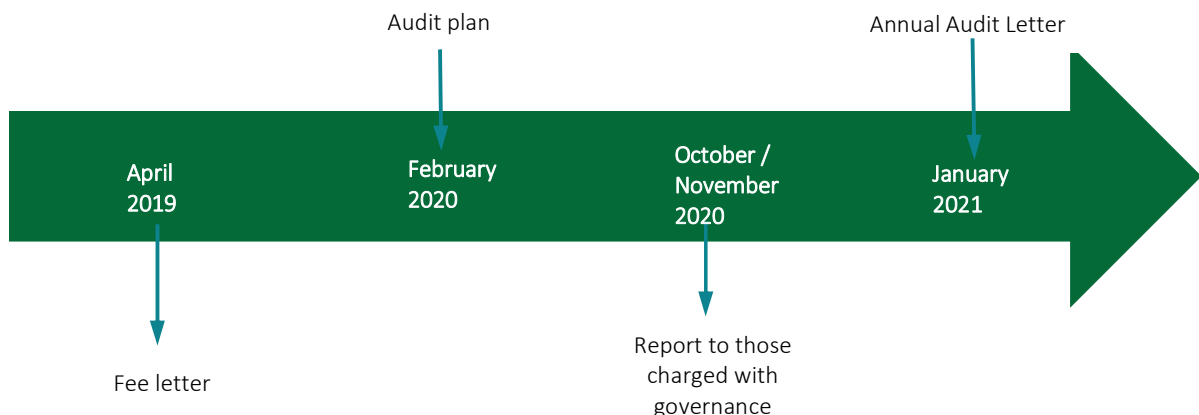 Audit plan
Annual Audit Letter
April
2019
February
2020
October /
November
2020
January
2021
Fee letter
Report to those
charged with
governance